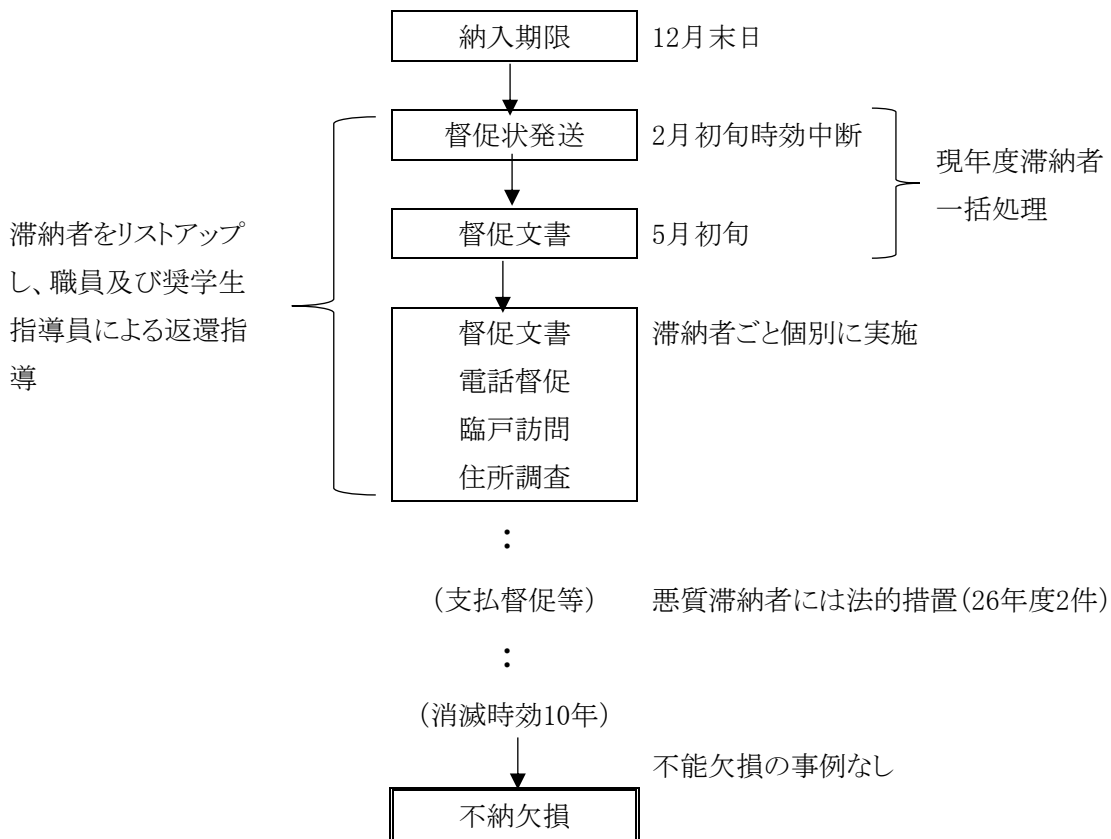 納入期限
12月末日
督促状発送
2月初旬時効中断
現年度滞納者
一括処理
督促文書
5月初旬
滞納者をリストアップ
し、職員及び奨学生
指導員による返還指
導
督促文書
滞納者ごと個別に実施
電話督促
臨戸訪問
住所調査
：
（支払督促等）
悪質滞納者には法的措置（26年度2件）
：
（消滅時効10年）
不能欠損の事例なし
不納欠損